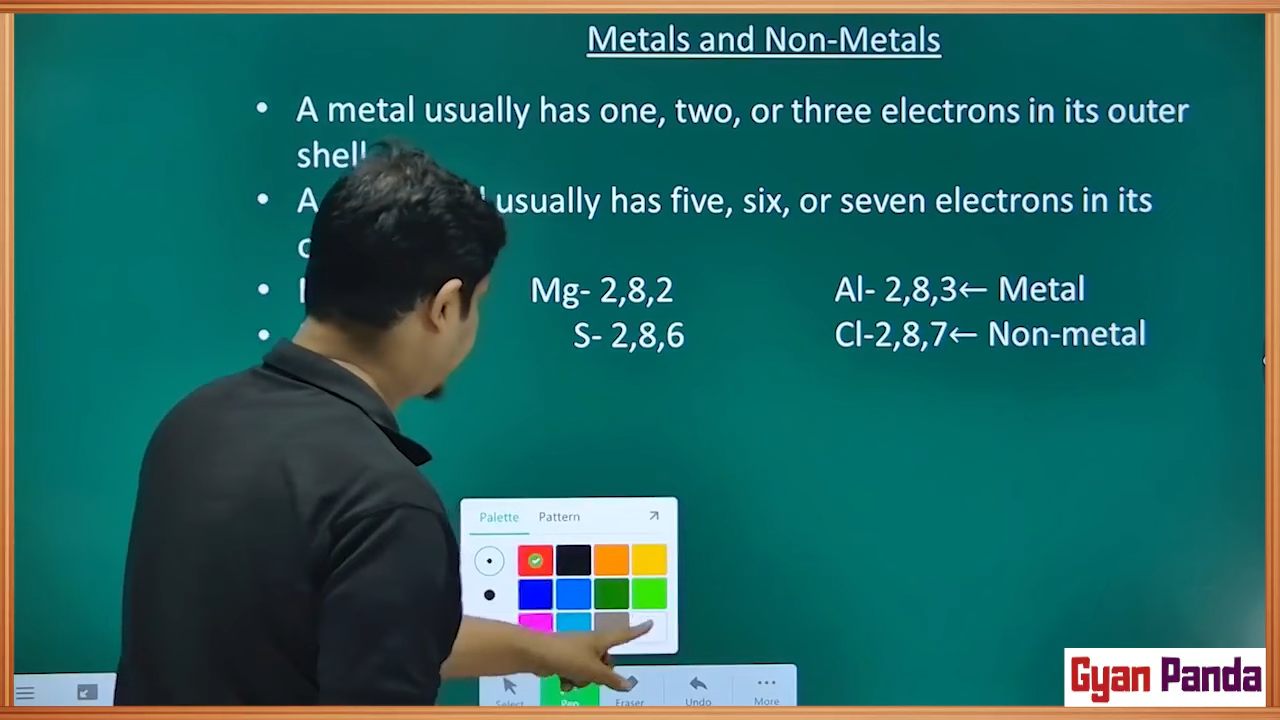 Metals and Non-Metals
• A metal usually has one, two, or three electrons in its outer
shell
• A usually has five, six, or seven electrons in its
• Mg- 2,8,2 Al- 2,8,3← Metal
• S- 2,8,6 Cl-2,8,7← Non-metal
Palette Pattern
Select Pen Eraser Undo More
Gyan Panda